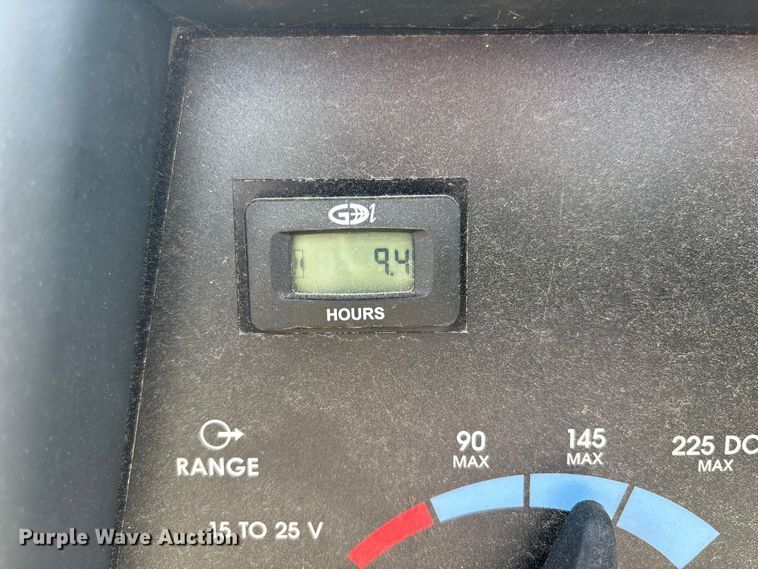 GDI
9.4
HOURS
RANGE
90
MAX
145
MAX
225 DC
MAX
15 TO 25 V
Purple Wave Auction